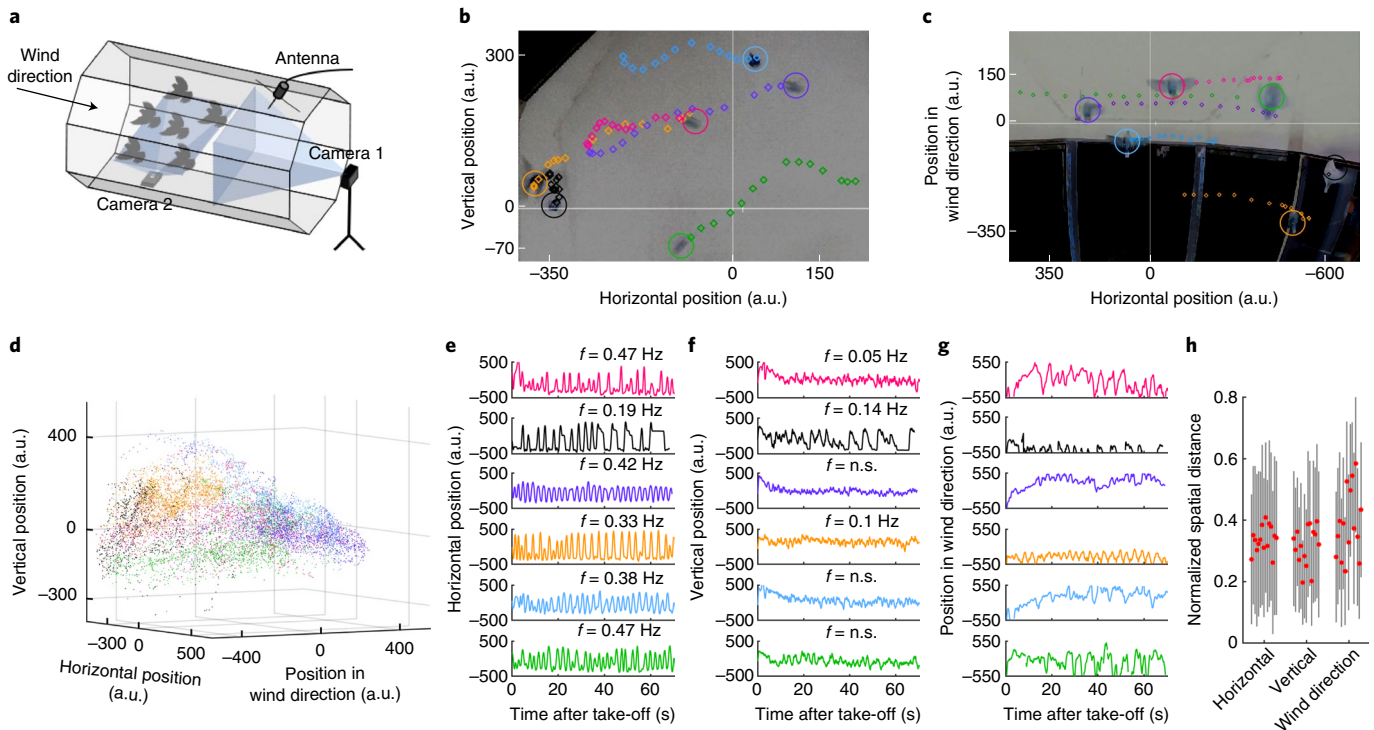 a
Wind
direction
Antenna
Camera 1
Camera 2
b
Vertical position (a.u.)
300
0
−70
−350
0
150
Horizontal position (a.u.)
c
Position in
wind direction (a.u.)
150
0
−350
350
0
−600
Horizontal position (a.u.)
d
Vertical position (a.u.)
400
0
−300
−300
0
500
−400
0
400
Horizontal position
(a.u.)
Position in
wind direction (a.u.)
e
Horizontal position (a.u.)
500
−500
f = 0.47 Hz
500
−500
f = 0.19 Hz
500
−500
f = 0.42 Hz
500
−500
f = 0.33 Hz
500
−500
f = 0.38 Hz
500
−500
f = 0.47 Hz
0
20
40
60
Time after take-off (s)
f
Vertical position (a.u.)
500
−500
f = 0.05 Hz
500
−500
f = 0.14 Hz
500
−500
f = n.s.
500
−500
f = 0.1 Hz
500
−500
f = n.s.
500
−500
f = n.s.
0
20
40
60
Time after take-off (s)
g
Position in wind direction (a.u.)
550
−550
550
−550
550
−550
550
−550
550
−550
550
−550
0
20
40
60
Time after take-off (s)
h
Normalized spatial distance
0.8
0.6
0.4
0.2
0
Horizontal
Vertical
Wind direction